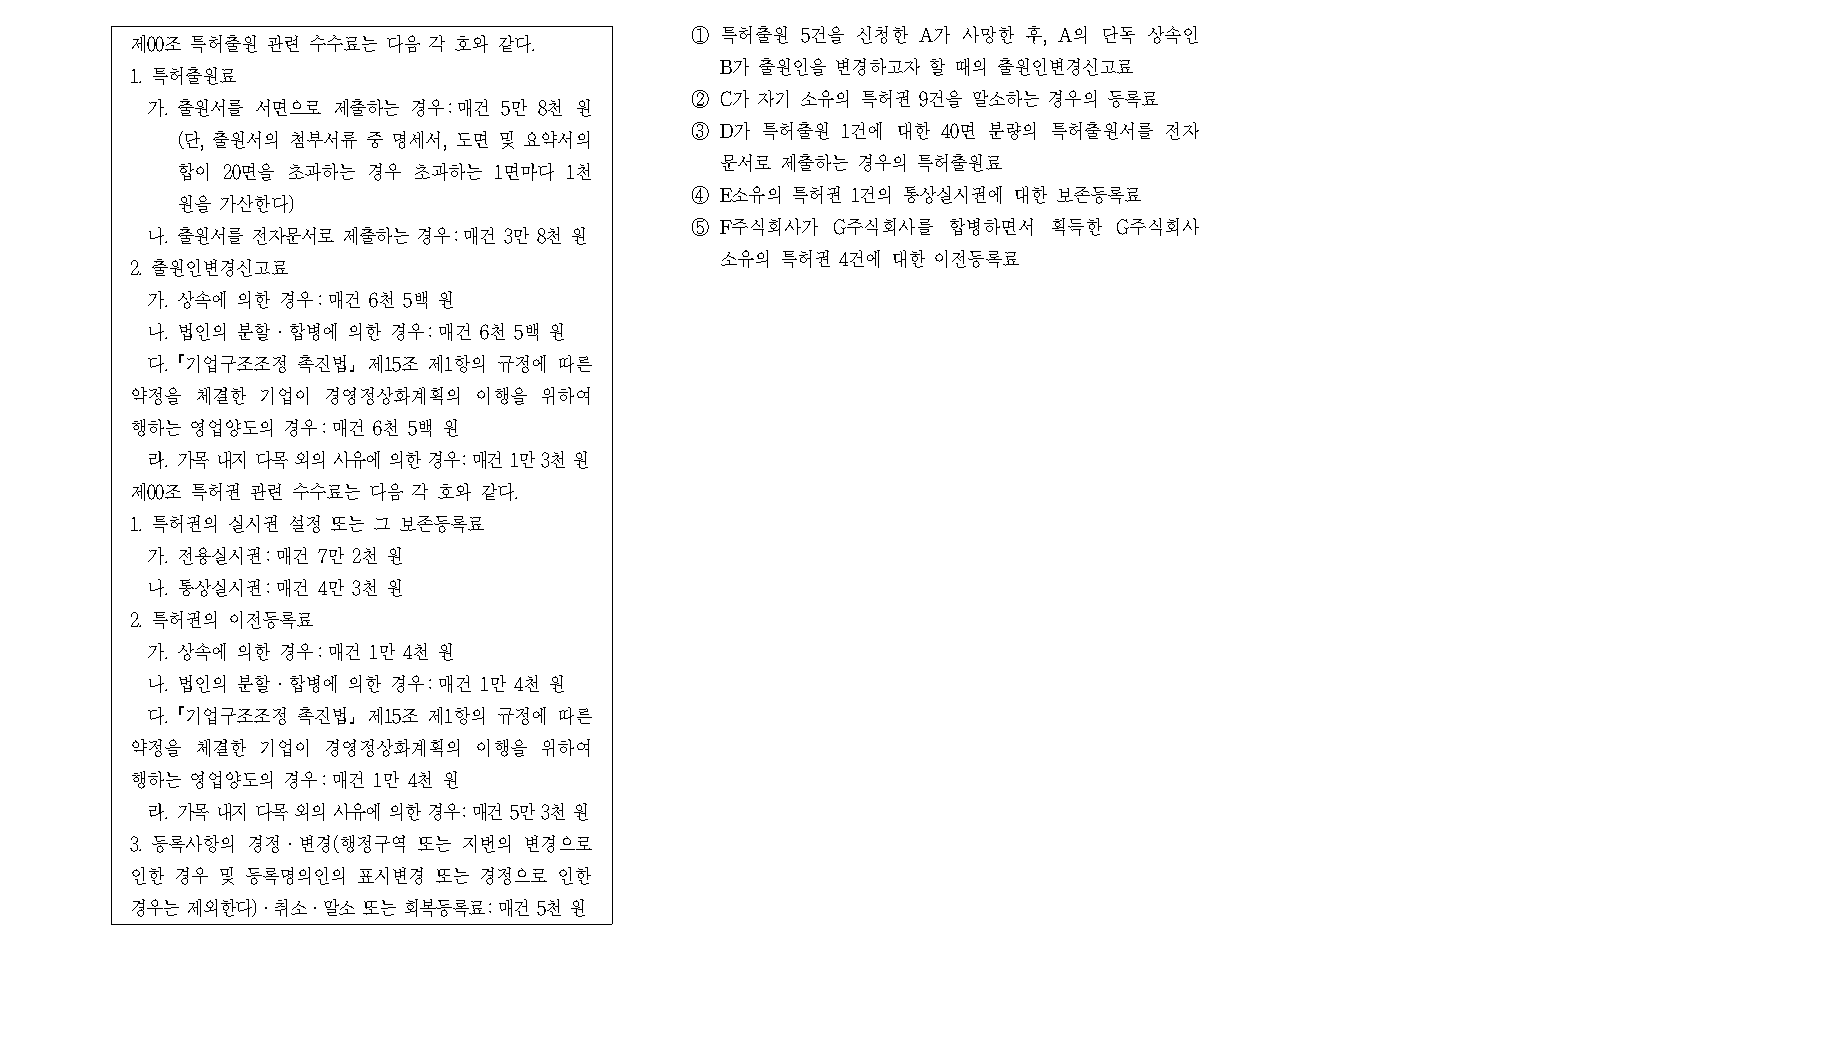 제00조 특허출원 관련 수수료는 다음 각 호와 같다.
1. 특허출원료
가. 출원서를 서면으로 제출하는 경우: 매건 5만 8천 원
(단, 출원서의 첨부서류 중 명세서, 도면 및 요약서의
합이 20면을 초과하는 경우 초과하는 1면마다 1천
원을 가산한다)
나. 출원서를 전자문서로 제출하는 경우: 매건 3만 8천 원
2. 출원인변경신고료
가. 상속에 의한 경우: 매건 6천 5백 원
나. 법인의 분할·합병에 의한 경우: 매건 6천 5백 원
다.「기업구조조정 촉진법」 제15조 제1항의 규정에 따른
약정을 체결한 기업이 경영정상화계획의 이행을 위하여
행하는 영업양도의 경우: 매건 6천 5백 원
라. 가목 내지 다목 외의 사유에 의한 경우: 매건 1만 3천 원
제00조 특허권 관련 수수료는 다음 각 호와 같다.
1. 특허권의 실시권 설정 또는 그 보존등록료
가. 전용실시권: 매건 7만 2천 원
나. 통상실시권: 매건 4만 3천 원
2. 특허권의 이전등록료
가. 상속에 의한 경우: 매건 1만 4천 원
나. 법인의 분할·합병에 의한 경우: 매건 1만 4천 원
다.「기업구조조정 촉진법」 제15조 제1항의 규정에 따른
약정을 체결한 기업이 경영정상화계획의 이행을 위하여
행하는 영업양도의 경우: 매건 1만 4천 원
라. 가목 내지 다목 외의 사유에 의한 경우: 매건 5만 3천 원
3. 등록사항의 경정·변경(행정구역 또는 지번의 변경으로
인한 경우 및 등록명의인의 표시변경 또는 경정으로 인한
경우는 제외한다)·취소·말소 또는 회복등록료: 매건 5천 원
① 특허출원 5건을 신청한 A가 사망한 후, A의 단독 상속인
B가 출원인을 변경하고자 할 때의 출원인변경신고료
② C가 자기 소유의 특허권 9건을 말소하는 경우의 등록료
③ D가 특허출원 1건에 대한 40면 분량의 특허출원서를 전자
문서로 제출하는 경우의 특허출원료
④ E소유의 특허권 1건의 통상실시권에 대한 보존등록료
⑤ F주식회사가 G주식회사를 합병하면서 획득한 G주식회사
소유의 특허권 4건에 대한 이전등록료